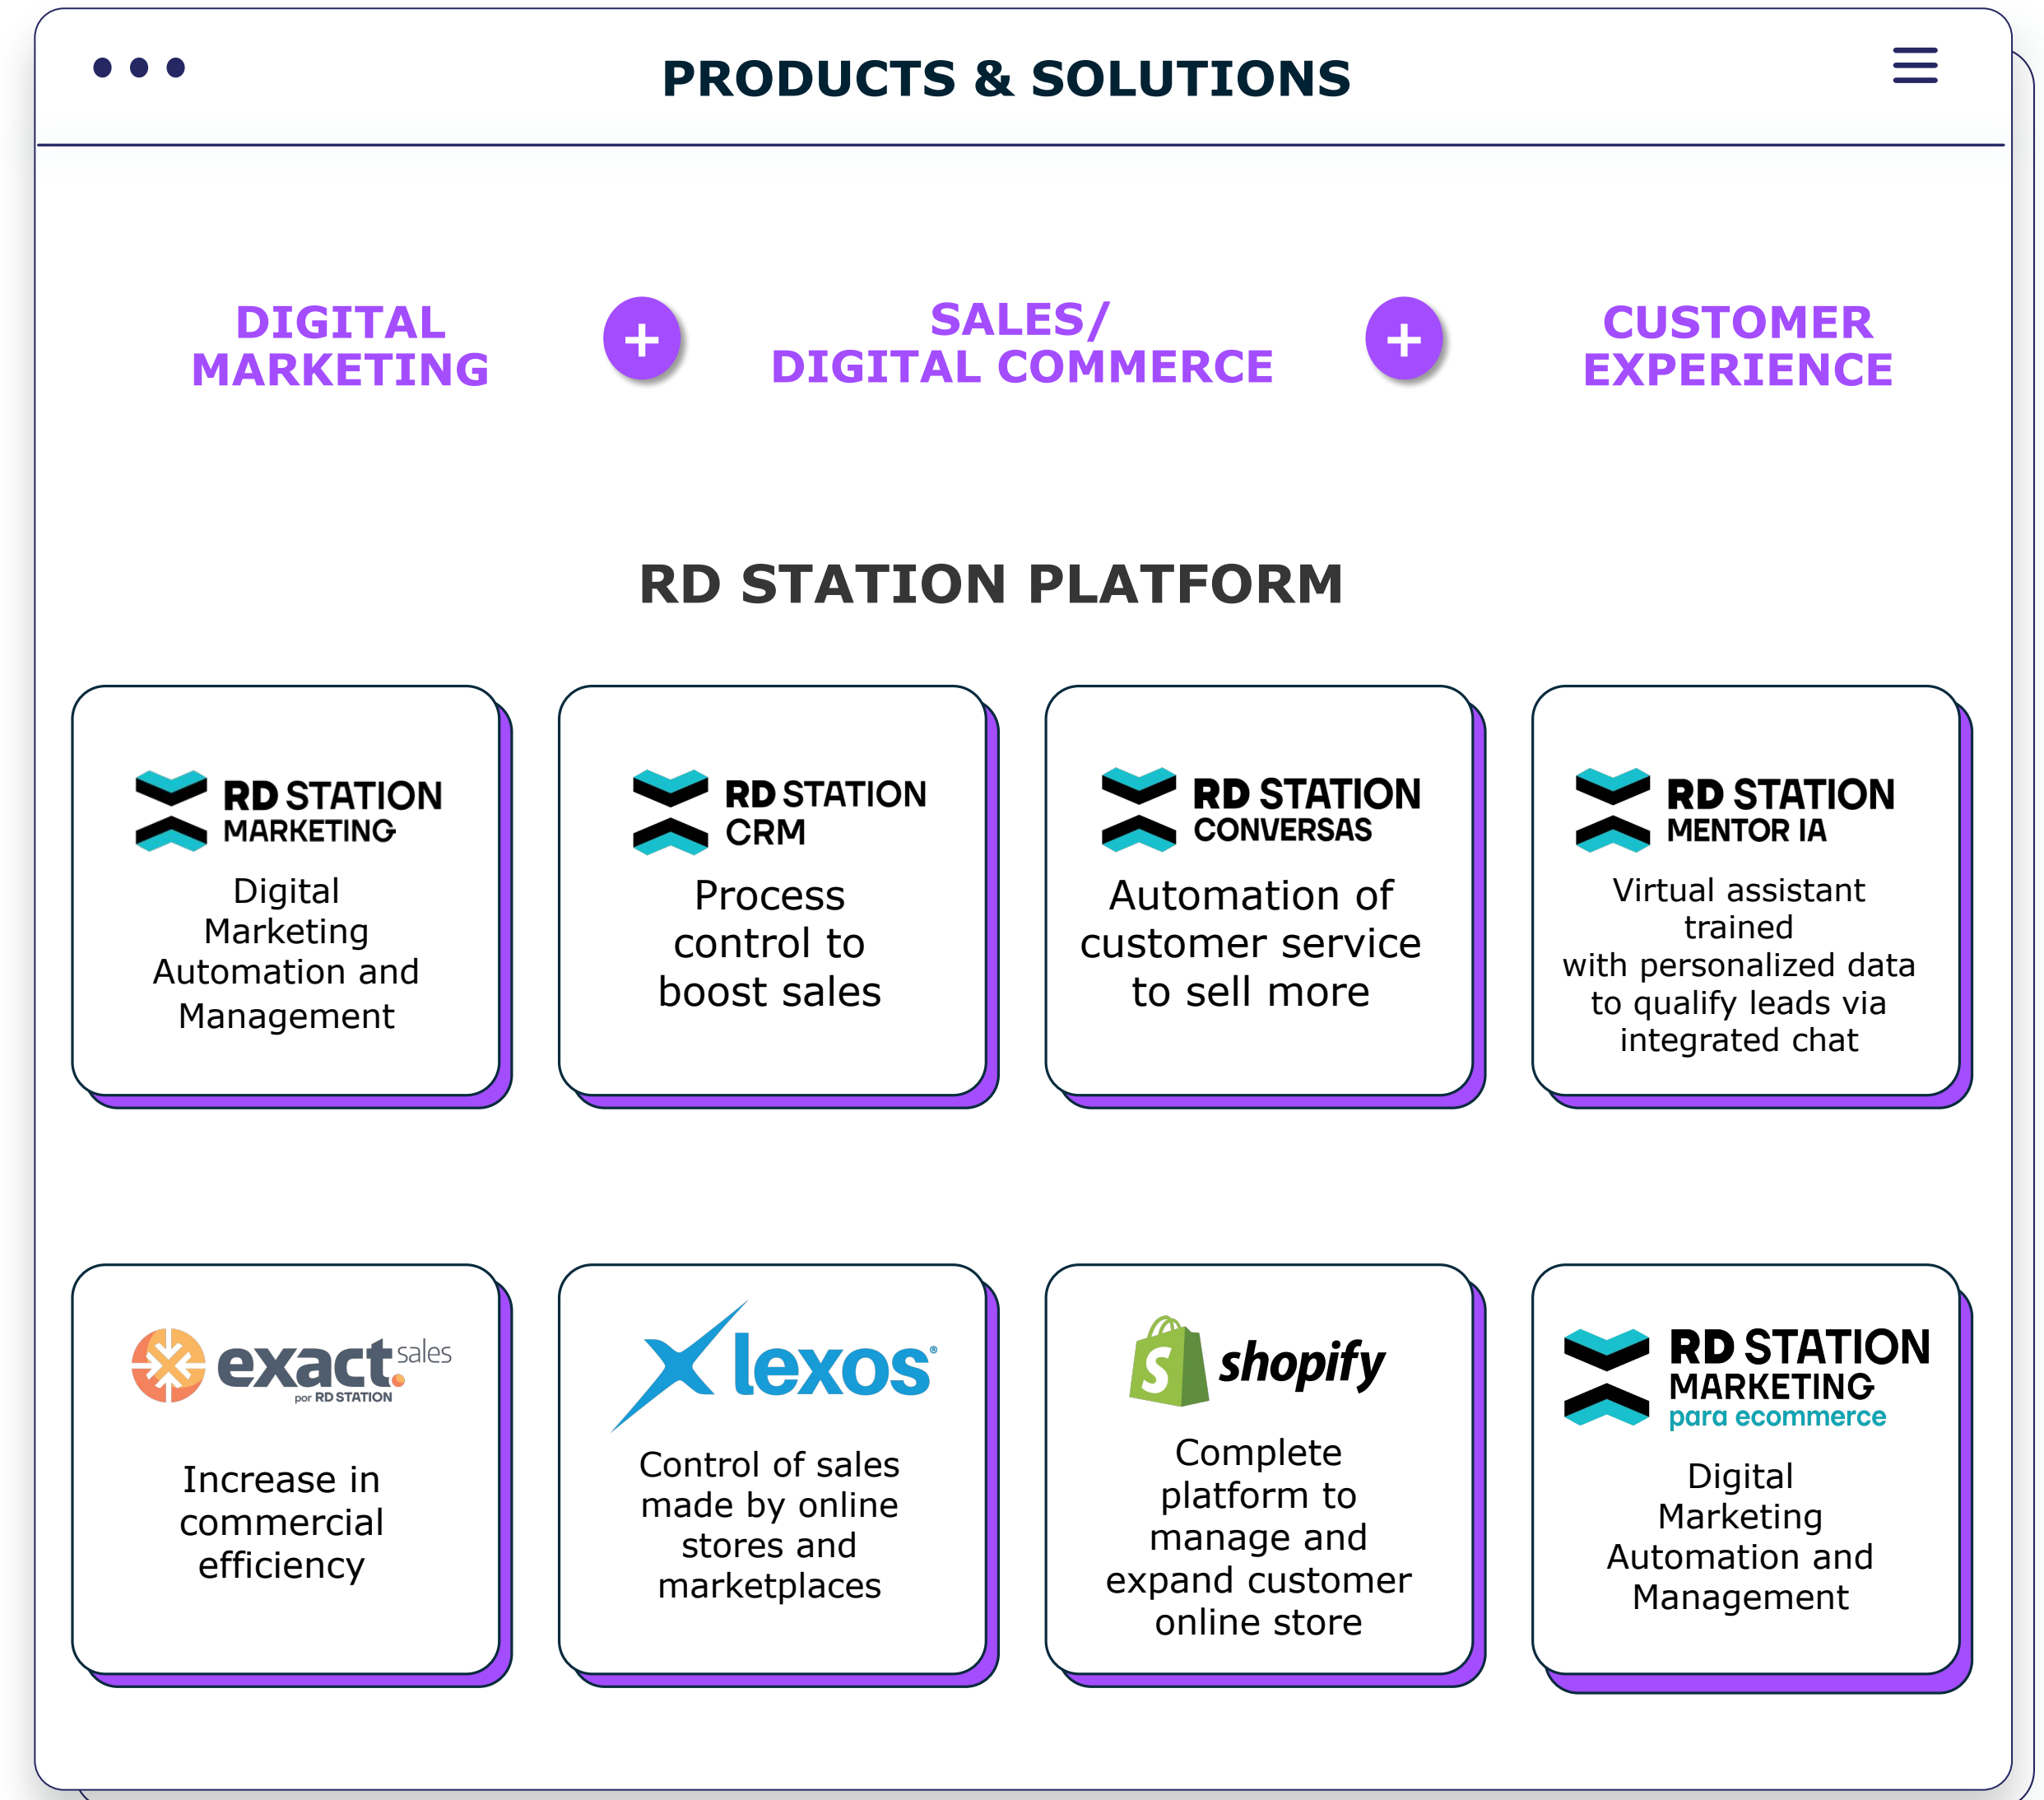 PRODUCTS & SOLUTIONS
DIGITAL
MARKETING
+
SALES/
DIGITAL COMMERCE
+
CUSTOMER
EXPERIENCE
RD STATION PLATFORM
RD STATION
MARKETING
Digital
Marketing
Automation and
Management
RD STATION
CRM
Process
control to
boost sales
RD STATION
CONVERSAS
Automation of
customer service
to sell more
RD STATION
MENTOR IA
Virtual assistant
trained
with personalized data
to qualify leads via
integrated chat
exact sales
por RD STATION
Increase in
commercial
efficiency
lexos®
Control of sales
made by online
stores and
marketplaces
shopify
Complete
platform to
manage and
expand customer
online store
RD STATION
MARKETING
para ecommerce
Digital
Marketing
Automation and
Management